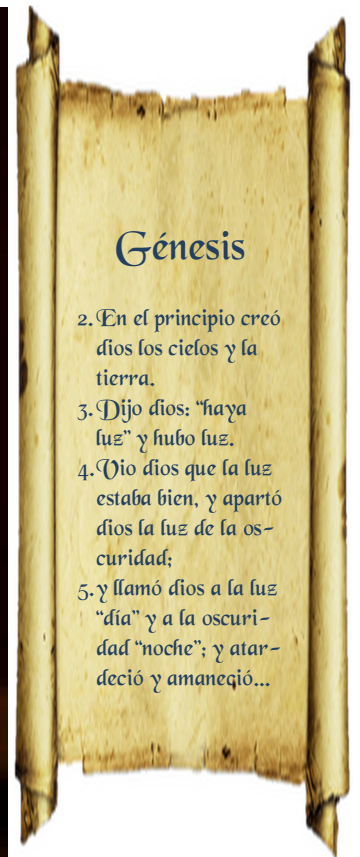 Génesis
2. En el principio creó
dios los cielos y la
tierra.
3. Dijo dios: “haya
luz” y hubo luz.
4. Vio dios que la luz
estaba bien, y apartó
dios la luz de la os-
curidad;
5. y llamó dios a la luz
“día” y a la oscuri-
dad “noche”; y atar-
deció y amaneció...